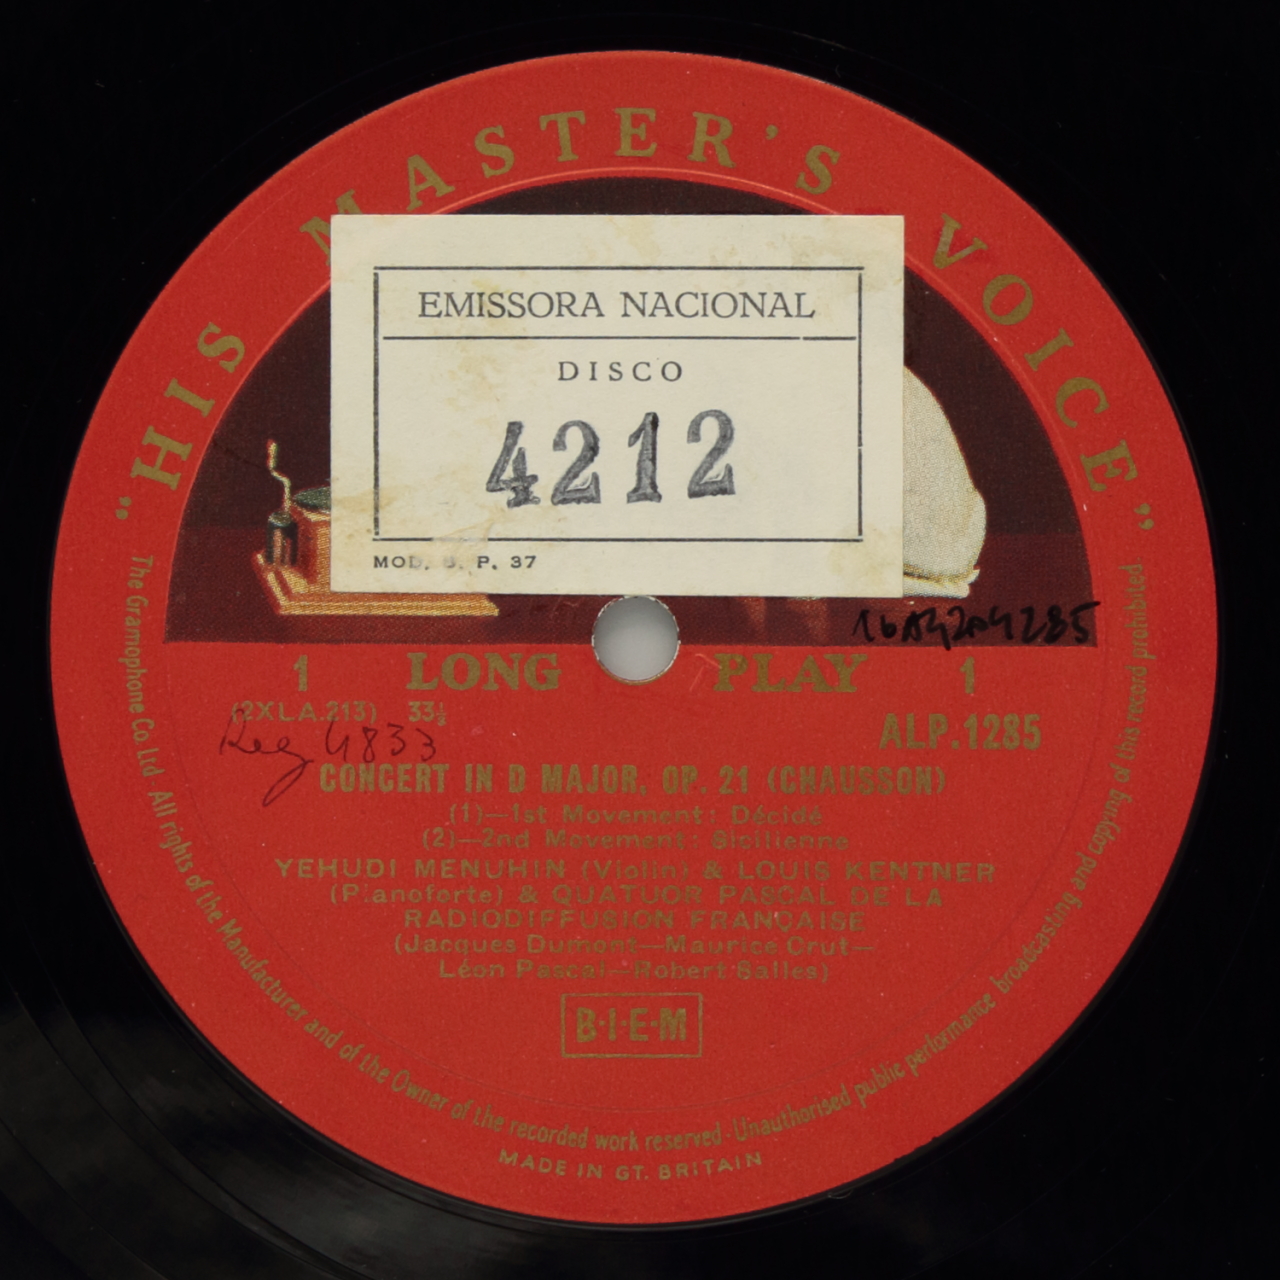 "HIS MASTER'S VOICE"
EMISSORA NACIONAL
DISCO
4212
MOD. S. P. 37
1 LONG PLAY 1
(2XLA.213) 33⅓
ALP.1285
Reg 4833
CONCERT IN D MAJOR, OP. 21 (CHAUSSON)
(1)—1st Movement: Décidé
(2)—2nd Movement: Sicilienne
YEHUDI MENUHIN (Violin) & LOUIS KENTNER
(Pianoforte) & QUATUOR PASCAL DE LA
RADIODIFFUSION FRANÇAISE
(Jacques Dumont—Maurice Crut—
Léon Pascal—Robert Salles)
B·I·E·M
The Gramophone Co Ltd All rights of the Manufacturer and of the Owner of the recorded work reserved · Unauthorised public performance broadcasting and copying of this record prohibited.
MADE IN GT. BRITAIN